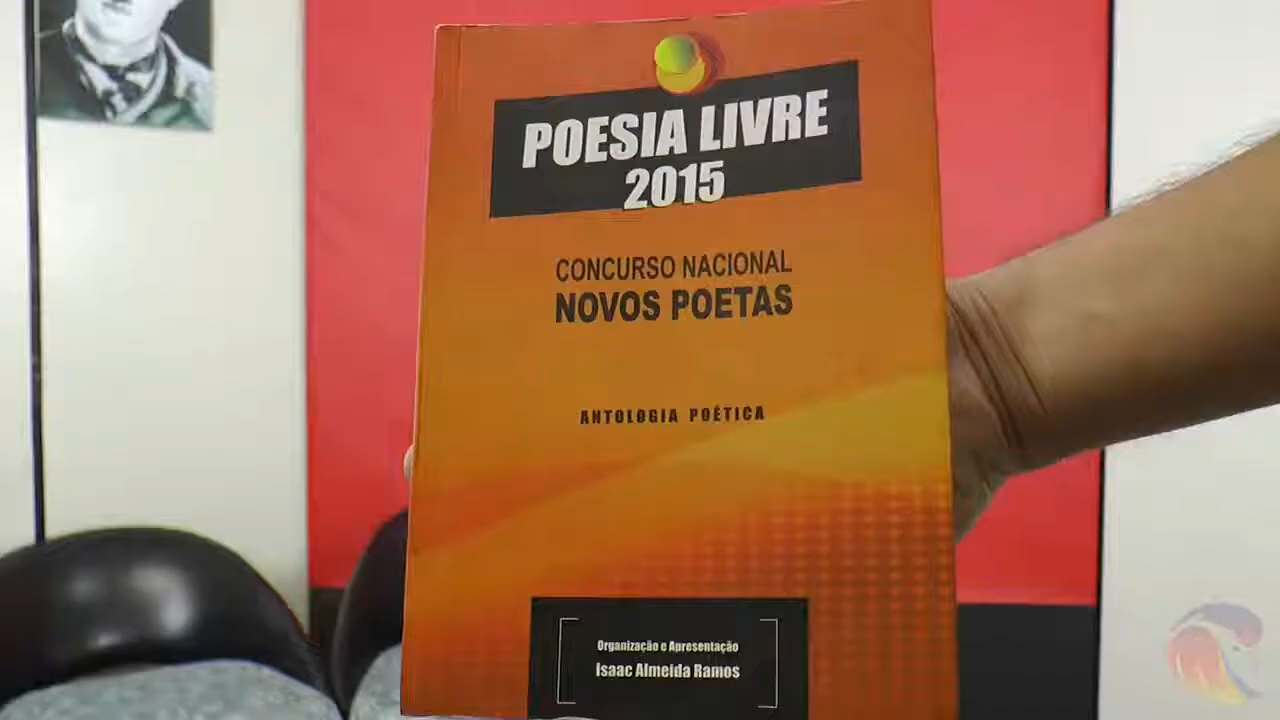 POESIA LIVRE
2015
CONCURSO NACIONAL
NOVOS POETAS
ANTOLOGIA POÉTICA
Organização e Apresentação
Isaac Almeida Ramos